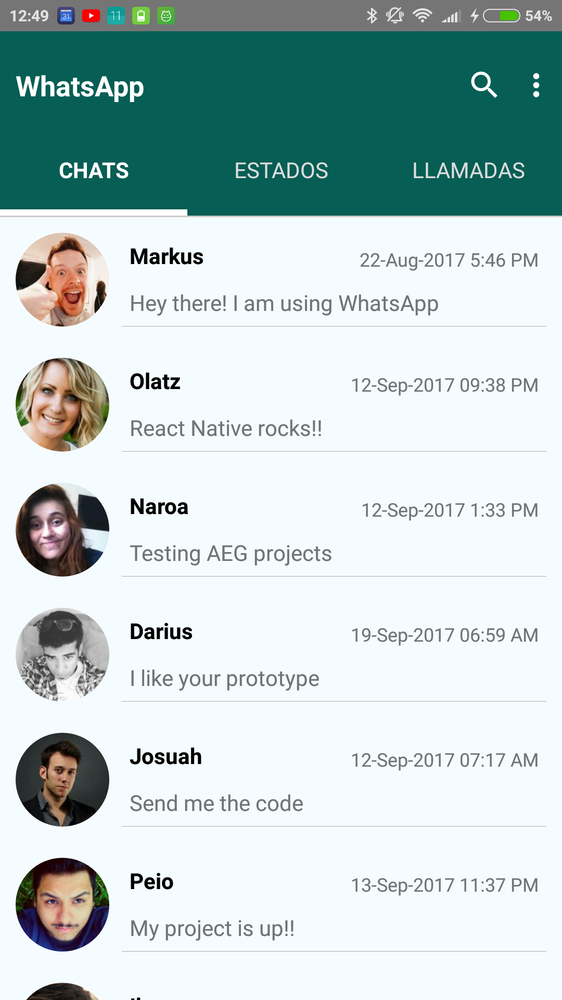 12:49 31 11 54%
WhatsApp
CHATS ESTADOS LLAMADAS
Markus 22-Aug-2017 5:46 PM
Hey there! I am using WhatsApp
Olatz 12-Sep-2017 09:38 PM
React Native rocks!!
Naroa 12-Sep-2017 1:33 PM
Testing AEG projects
Darius 19-Sep-2017 06:59 AM
I like your prototype
Josuah 12-Sep-2017 07:17 AM
Send me the code
Peio 13-Sep-2017 11:37 PM
My project is up!!